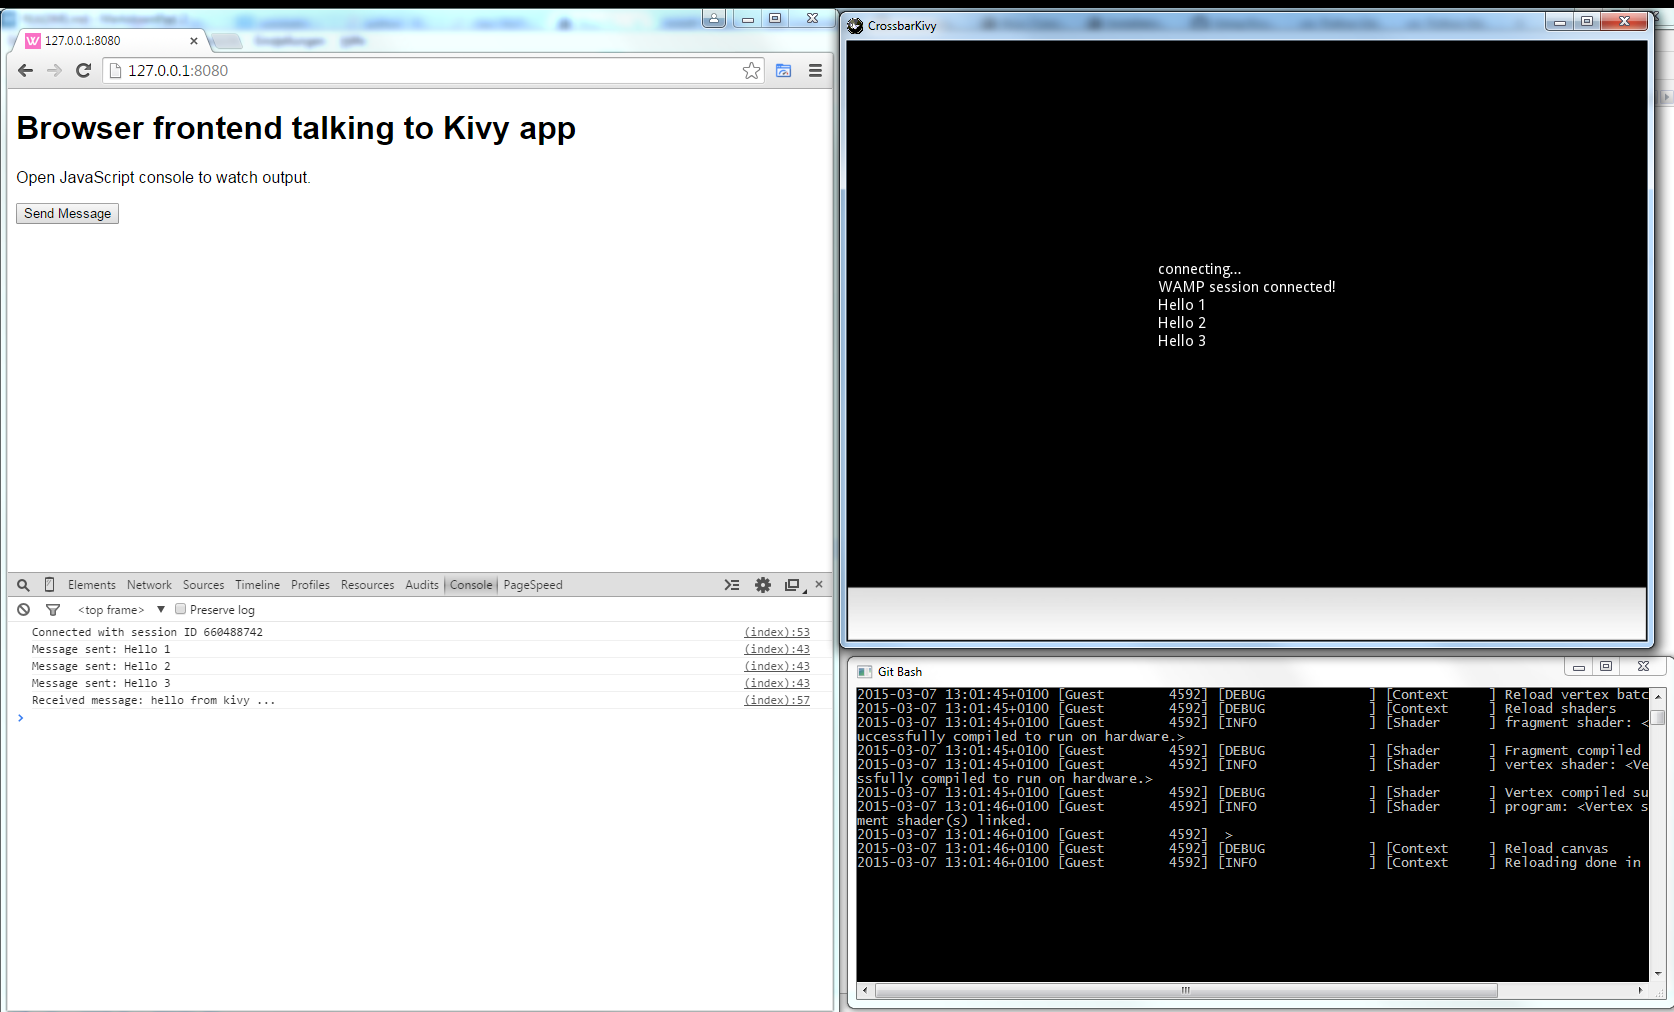 127.0.0.1:8080
127.0.0.1:8080
Browser frontend talking to Kivy app
Open JavaScript console to watch output.
Send Message
Elements Network Sources Timeline Profiles Resources Audits Console PageSpeed
<top frame> Preserve log
Connected with session ID 660488742 (index):53
Message sent: Hello 1 (index):43
Message sent: Hello 2 (index):43
Message sent: Hello 3 (index):43
Received message: hello from kivy ... (index):57
>
CrossbarKivy
connecting...
WAMP session connected!
Hello 1
Hello 2
Hello 3
Git Bash
2015-03-07 13:01:45+0100 [Guest 4592] [DEBUG ] [Context ] Reload vertex batc
2015-03-07 13:01:45+0100 [Guest 4592] [DEBUG ] [Context ] Reload shaders
2015-03-07 13:01:45+0100 [Guest 4592] [INFO ] [Shader ] fragment shader: <
uccessfully compiled to run on hardware.>
2015-03-07 13:01:45+0100 [Guest 4592] [DEBUG ] [Shader ] Fragment compiled
2015-03-07 13:01:45+0100 [Guest 4592] [INFO ] [Shader ] vertex shader: <Ve
ssfully compiled to run on hardware.>
2015-03-07 13:01:45+0100 [Guest 4592] [DEBUG ] [Shader ] Vertex compiled su
2015-03-07 13:01:46+0100 [Guest 4592] [INFO ] [Shader ] program: <Vertex s
ment shader(s) linked.
2015-03-07 13:01:46+0100 [Guest 4592] >
2015-03-07 13:01:46+0100 [Guest 4592] [DEBUG ] [Context ] Reload canvas
2015-03-07 13:01:46+0100 [Guest 4592] [INFO ] [Context ] Reloading done in